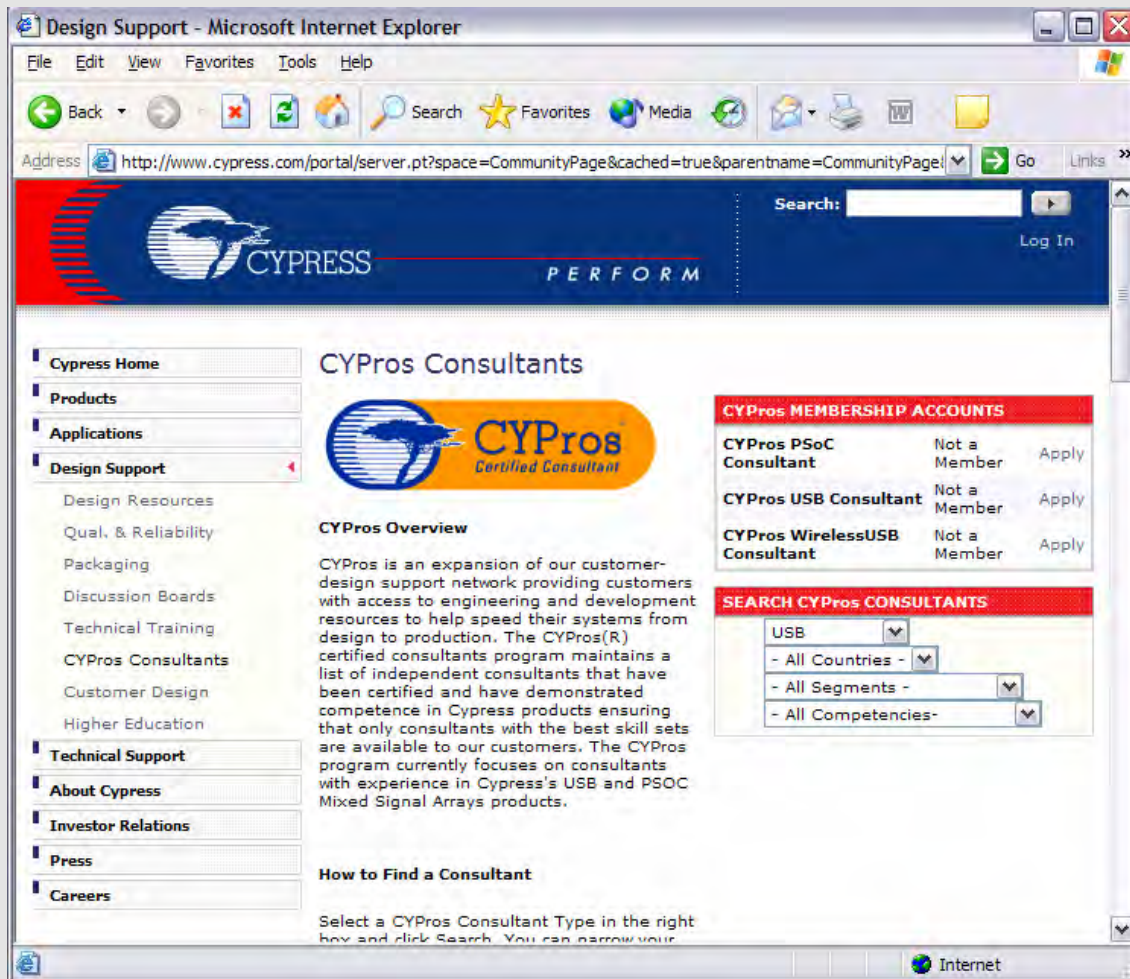 Design Support - Microsoft Internet Explorer
File Edit View Favorites Tools Help
Back Search Favorites Media
Address http://www.cypress.com/portal/server.pt?space=CommunityPage&cached=true&parentname=CommunityPage& Go Links »
Search:
Log In
CYPRESS
PERFORM
Cypress Home
Products
Applications
Design Support
Design Resources
Qual. & Reliability
Packaging
Discussion Boards
Technical Training
CYPros Consultants
Customer Design
Higher Education
Technical Support
About Cypress
Investor Relations
Press
Careers
CYPros Consultants
CYPros
Certified Consultant
CYPros Overview
CYPros is an expansion of our customer-
design support network providing customers
with access to engineering and development
resources to help speed their systems from
design to production. The CYPros(R)
certified consultants program maintains a
list of independent consultants that have
been certified and have demonstrated
competence in Cypress products ensuring
that only consultants with the best skill sets
are available to our customers. The CYPros
program currently focuses on consultants
with experience in Cypress's USB and PSOC
Mixed Signal Arrays products.
How to Find a Consultant
Select a CYPros Consultant Type in the right
box and click Search. You can narrow your
CYPros MEMBERSHIP ACCOUNTS
CYPros PSoC Consultant Not a Member Apply
CYPros USB Consultant Not a Member Apply
CYPros WirelessUSB Consultant Not a Member Apply
SEARCH CYPros CONSULTANTS
USB
- All Countries -
- All Segments -
- All Competencies-
Internet